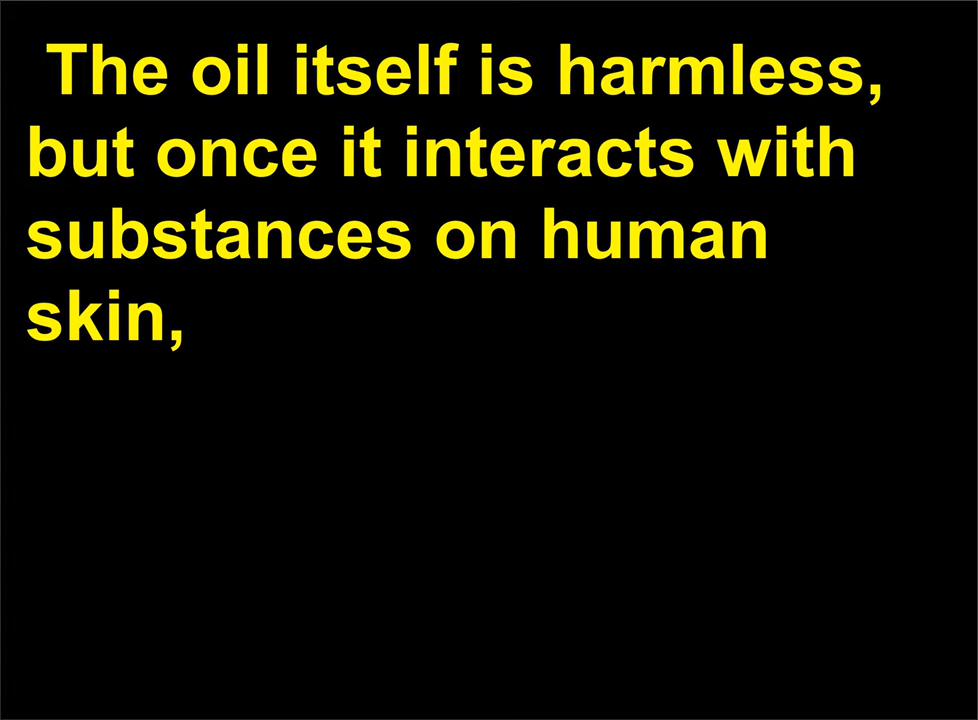 The oil itself is harmless,
but once it interacts with
substances on human
skin,